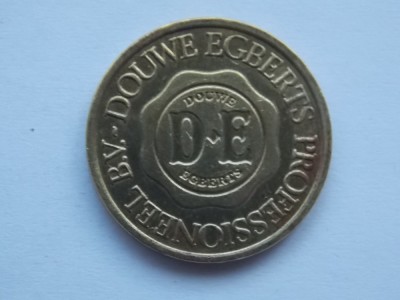 DOUWE EGBERTS PROFESSIONEEL B.V.-
DOUWE
D·E
EGBERTS